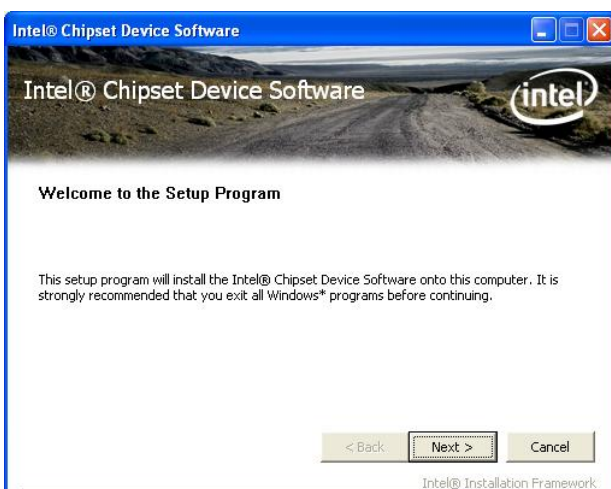 Intel® Chipset Device Software
Intel® Chipset Device Software
intel
Welcome to the Setup Program
This setup program will install the Intel® Chipset Device Software onto this computer. It is
strongly recommended that you exit all Windows* programs before continuing.
< Back Next > Cancel
Intel® Installation Framework